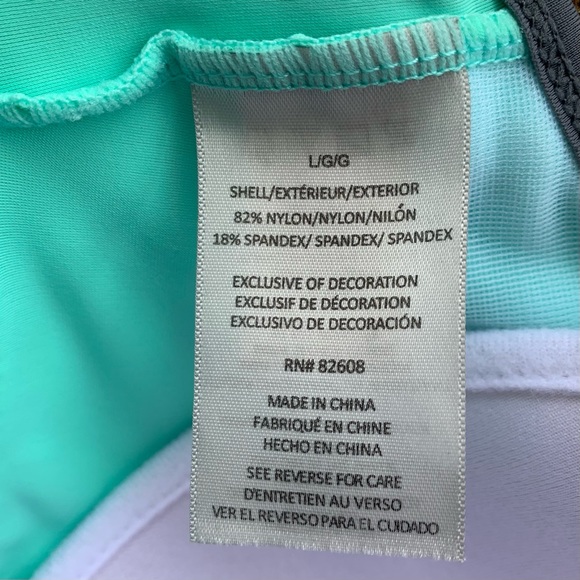 L/G/G
SHELL/EXTÉRIEUR/EXTERIOR
82% NYLON/NYLON/NILÓN
18% SPANDEX/ SPANDEX/ SPANDEX
EXCLUSIVE OF DECORATION
EXCLUSIF DE DÉCORATION
EXCLUSIVO DE DECORACIÓN
RN# 82608
MADE IN CHINA
FABRIQUÉ EN CHINE
HECHO EN CHINA
SEE REVERSE FOR CARE
D'ENTRETIEN AU VERSO
VER EL REVERSO PARA EL CUIDADO